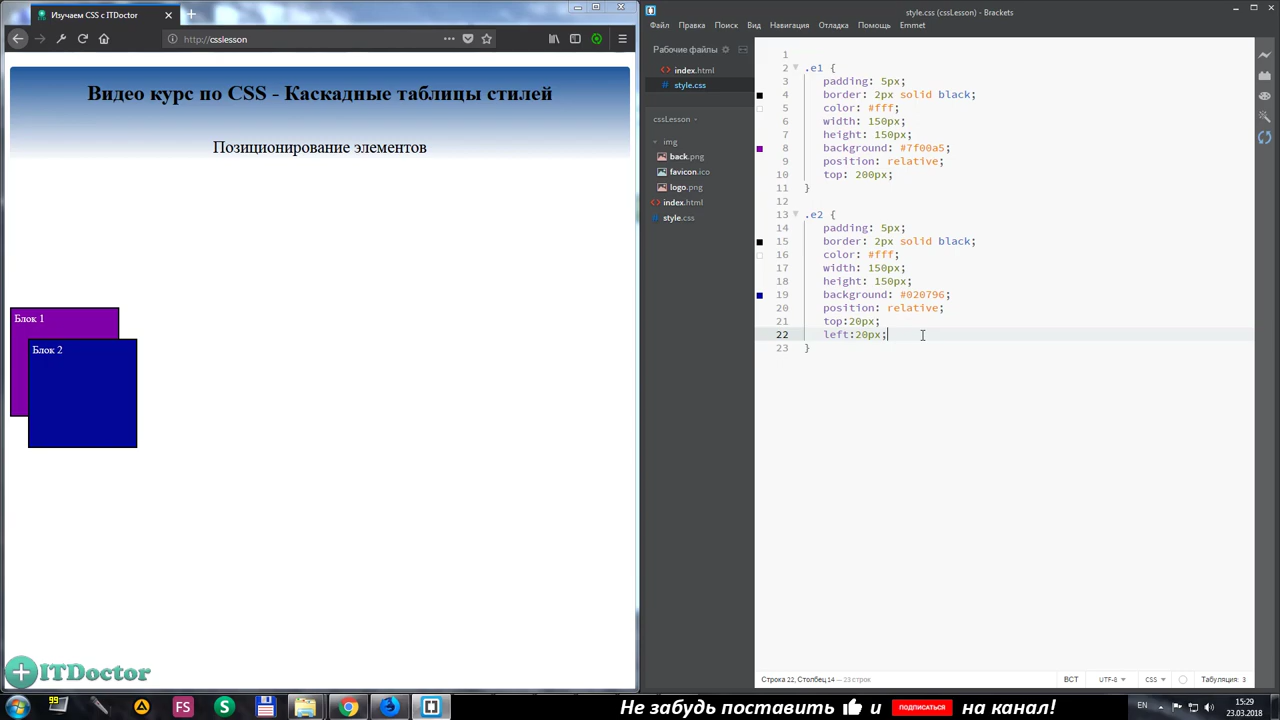 Изучаем CSS с ITDoctor
http://csslesson
Видео курс по CSS - Каскадные таблицы стилей
Позиционирование элементов
Блок 1
Блок 2
ITDoctor
style.css (cssLesson) - Brackets
Файл Правка Поиск Вид Навигация Отладка Помощь Emmet
Рабочие файлы
index.html
style.css
cssLesson
img
back.png
favicon.ico
logo.png
index.html
style.css
1
2 .e1 {
3 padding: 5px;
4 border: 2px solid black;
5 color: #fff;
6 width: 150px;
7 height: 150px;
8 background: #7f00a5;
9 position: relative;
10 top: 200px;
11 }
12
13 .e2 {
14 padding: 5px;
15 border: 2px solid black;
16 color: #fff;
17 width: 150px;
18 height: 150px;
19 background: #020796;
20 position: relative;
21 top:20px;
22 left:20px;
23 }
Строка 22, Столбец 14 — 23 строк
ВСТ UTF-8 CSS Табуляция: 3
99 FS S
Не забудь поставить и ПОДПИСАТЬСЯ на канал!
EN 15:29
23.03.2018